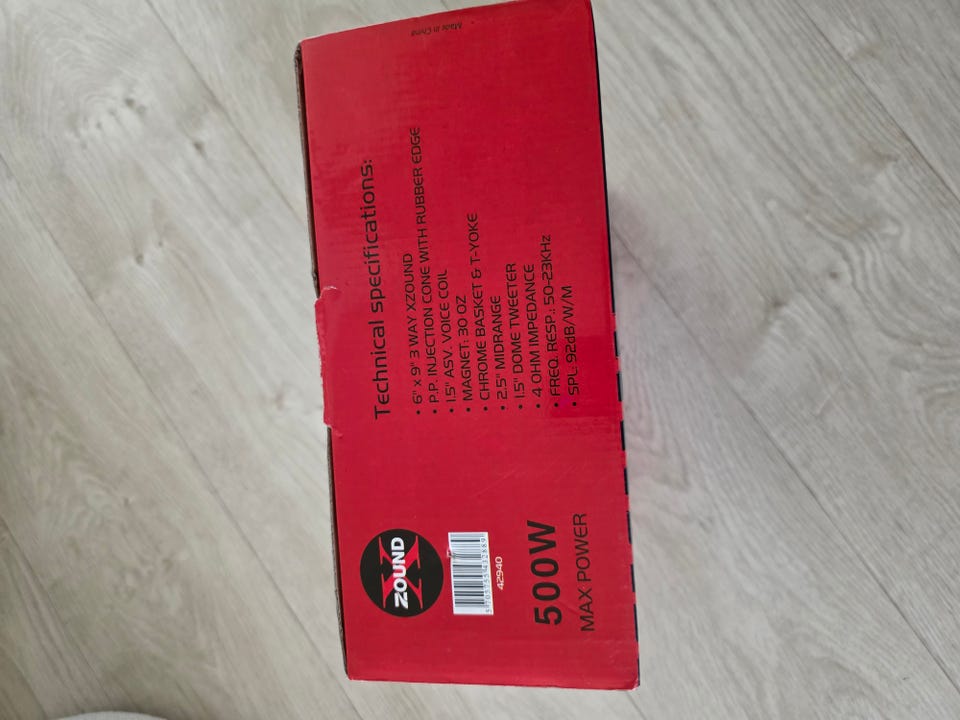 Technical specifications:
• 6" x 9" 3 WAY XZOUND
• P.P. INJECTION CONE WITH RUBBER EDGE
• 1.5" ASV. VOICE COIL
• MAGNET: 30 OZ
• CHROME BASKET & T-YOKE
• 2.5" MIDRANGE
• 1.5" DOME TWEETER
• 4 OHM IMPEDANCE
• FREQ. RESP.: 50-23KHz
• SPL: 92dB/W/M
Made in China
X
ZOUND
42940
500W
MAX POWER